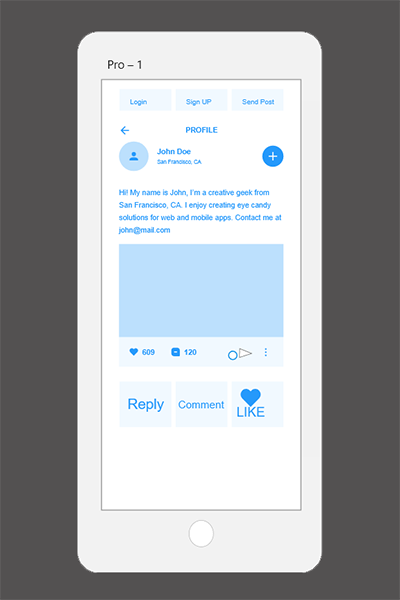 Pro – 1
Login Sign UP Send Post
PROFILE
John Doe
San Francisco, CA
Hi! My name is John, I'm a creative geek from
San Francisco, CA. I enjoy creating eye candy
solutions for web and mobile apps. Contact me at
john@mail.com
609 120
Reply Comment LIKE